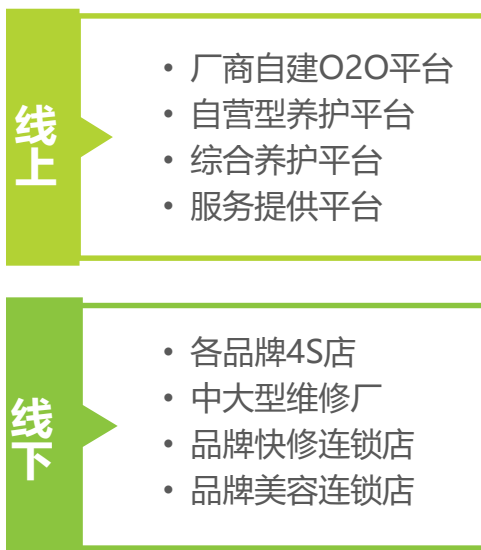 线上
• 厂商自建O2O平台
• 自营型养护平台
• 综合养护平台
• 服务提供平台
线下
• 各品牌4S店
• 中大型维修厂
• 品牌快修连锁店
• 品牌美容连锁店